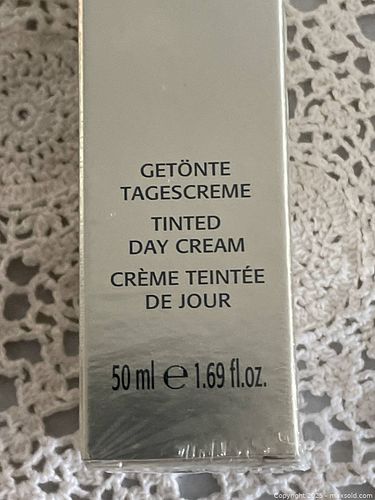 GETÖNTE
TAGESCREME
TINTED
DAY CREAM
CRÈME TEINTÉE
DE JOUR
50 ml ℮ 1.69 fl.oz.
Copyright 2025 - maxsold.com